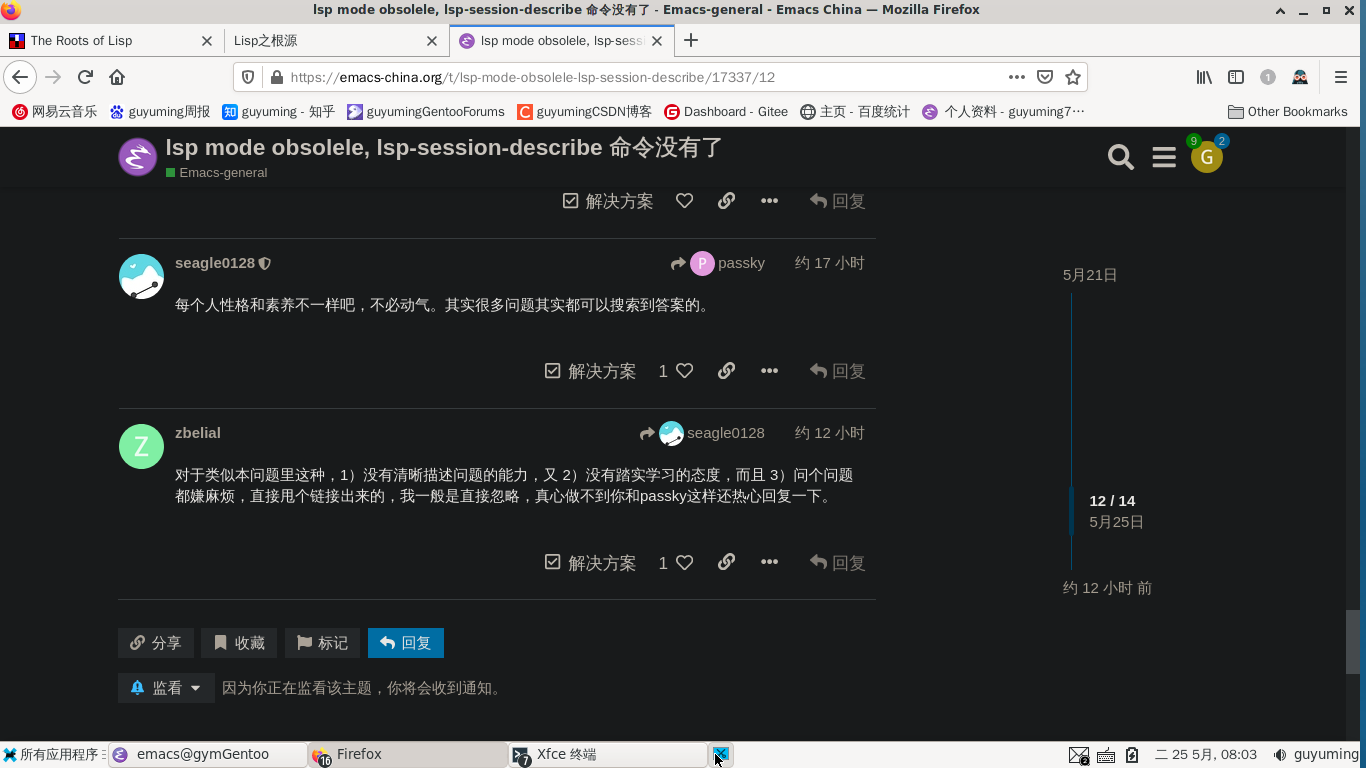 lsp mode obsolele, lsp-session-describe 命令没有了 - Emacs-general - Emacs China — Mozilla Firefox
The Roots of Lisp
Lisp之根源
lsp mode obsolele, lsp-sess
https://emacs-china.org/t/lsp-mode-obsolele-lsp-session-describe/17337/12
1
网易云音乐
guyuming周报
guyuming - 知乎
guyumingGentooForums
guyumingCSDN博客
Dashboard - Gitee
主页 - 百度统计
个人资料 - guyuming7⋯
Other Bookmarks
lsp mode obsolele, lsp-session-describe 命令没有了
Emacs-general
9
2
G
解决方案
回复
seagle0128
P
passky
约 17 小时
每个人性格和素养不一样吧，不必动气。其实很多问题其实都可以搜索到答案的。
解决方案
1
回复
Z
zbelial
seagle0128
约 12 小时
对于类似本问题里这种，1）没有清晰描述问题的能力，又 2）没有踏实学习的态度，而且 3）问个问题
都嫌麻烦，直接甩个链接出来的，我一般是直接忽略，真心做不到你和passky这样还热心回复一下。
解决方案
1
回复
5月21日
12 / 14
5月25日
约 12 小时 前
分享
收藏
标记
回复
监看
因为你正在监看该主题，你将会收到通知。
所有应用程序
emacs@gymGentoo
16
Firefox
7
Xfce 终端
2
二 25 5月, 08:03
guyuming